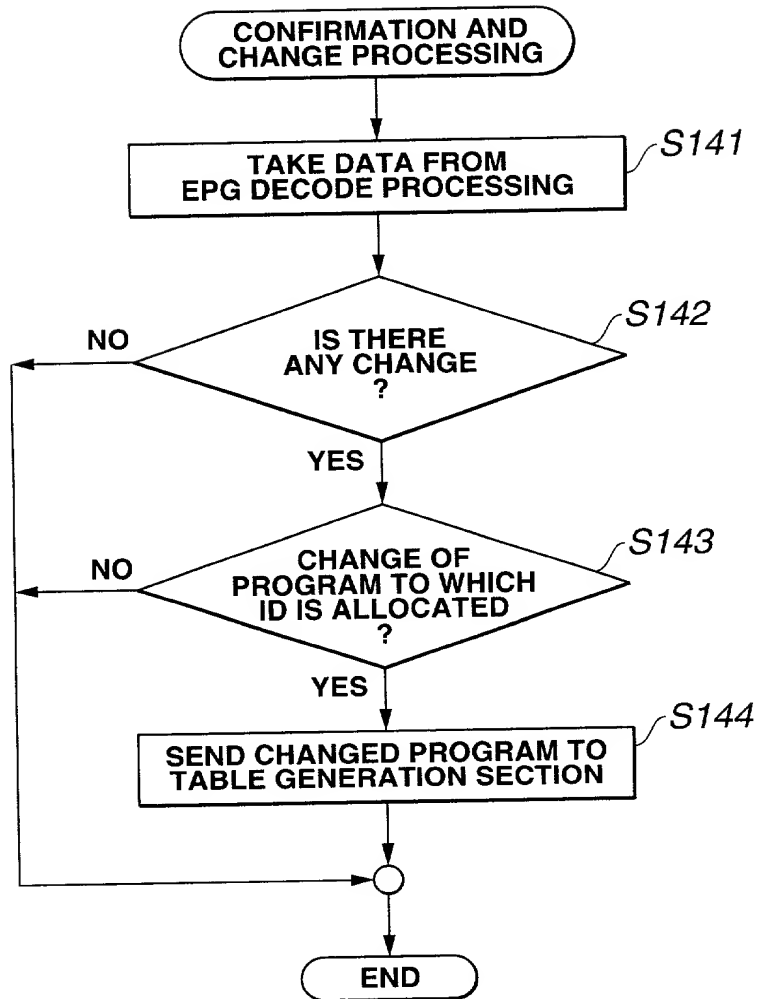 CONFIRMATION AND
CHANGE PROCESSING
TAKE DATA FROM
EPG DECODE PROCESSING
S141
IS THERE
ANY CHANGE
?
S142
NO
YES
CHANGE OF
PROGRAM TO WHICH
ID IS ALLOCATED
?
S143
NO
YES
SEND CHANGED PROGRAM TO
TABLE GENERATION SECTION
S144
END